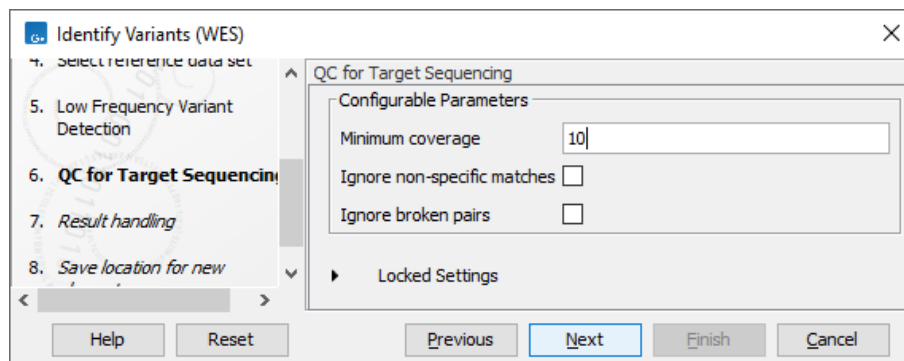 Identify Variants (WES)
4. Select reference data set
5. Low Frequency Variant
Detection
6. QC for Target Sequencing
7. Result handling
8. Save location for new
QC for Target Sequencing
Configurable Parameters
Minimum coverage 10
Ignore non-specific matches
Ignore broken pairs
Locked Settings
Help Reset Previous Next Finish Cancel